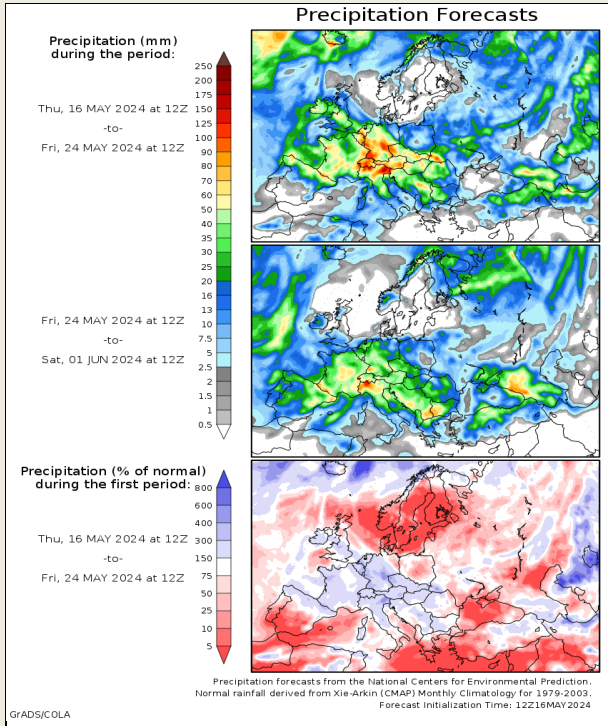 Precipitation Forecasts
Precipitation (mm)
during the period:
Thu, 16 MAY 2024 at 12Z
-to-
Fri, 24 MAY 2024 at 12Z
250
200
175
150
125
100
90
80
70
60
50
40
35
30
25
20
16
13
10
7.5
5
2.5
2
1.5
1
0.5
Fri, 24 MAY 2024 at 12Z
-to-
Sat, 01 JUN 2024 at 12Z
Precipitation (% of normal)
during the first period:
Thu, 16 MAY 2024 at 12Z
-to-
Fri, 24 MAY 2024 at 12Z
800
600
400
300
150
75
50
25
10
5
Precipitation forecasts from the National Centers for Environmental Prediction.
Normal rainfall derived from Xie-Arkin (CMAP) Monthly Climatology for 1979-2003.
Forecast Initialization Time: 12Z16MAY2024
GrADS/COLA